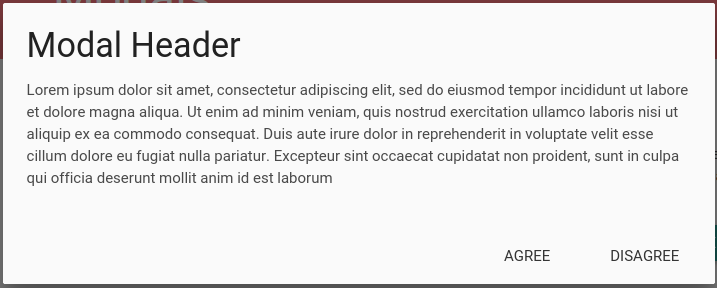 Modal Header
Lorem ipsum dolor sit amet, consectetur adipiscing elit, sed do eiusmod tempor incididunt ut labore
et dolore magna aliqua. Ut enim ad minim veniam, quis nostrud exercitation ullamco laboris nisi ut
aliquip ex ea commodo consequat. Duis aute irure dolor in reprehenderit in voluptate velit esse
cillum dolore eu fugiat nulla pariatur. Excepteur sint occaecat cupidatat non proident, sunt in culpa
qui officia deserunt mollit anim id est laborum
AGREE DISAGREE